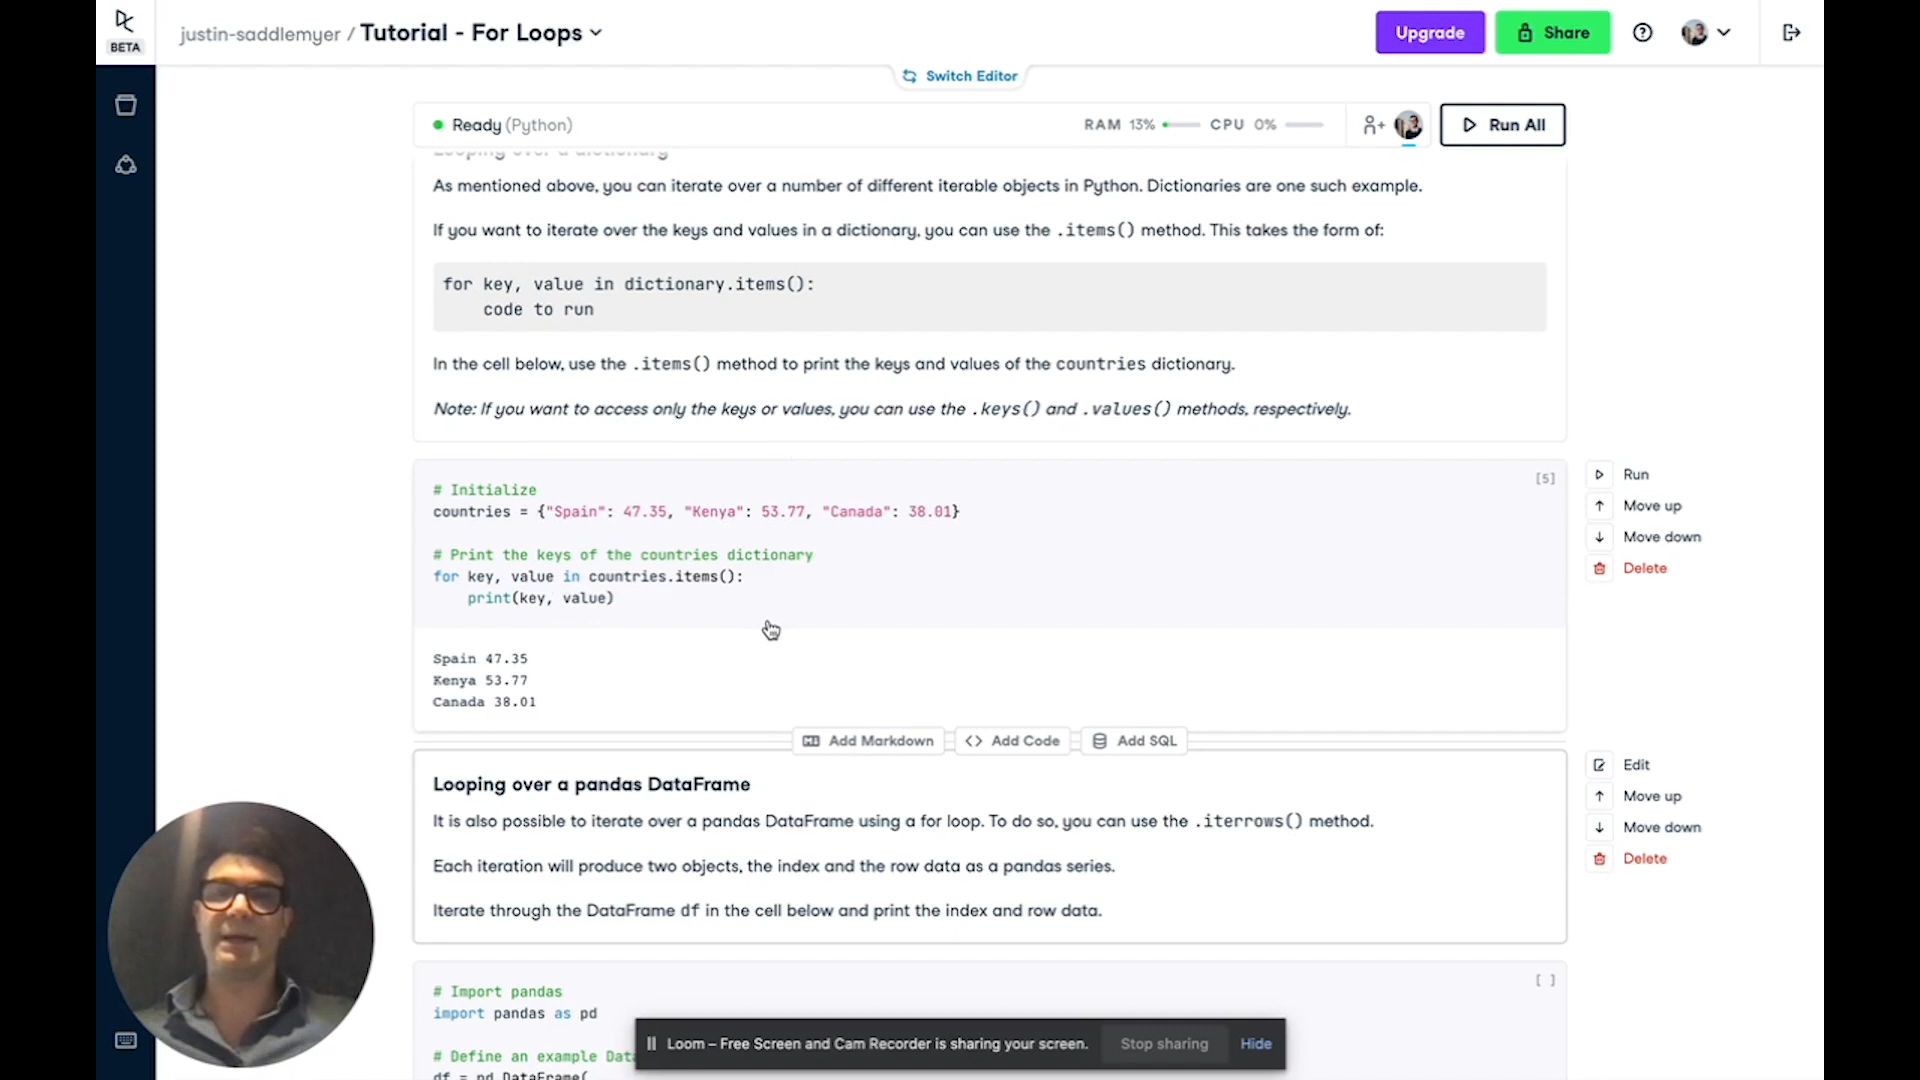 BETA
justin-saddlemyer / Tutorial - For Loops
Upgrade
Share
Switch Editor
Ready (Python)
RAM 13%
CPU 0%
Run All
Looping over a dictionary
As mentioned above, you can iterate over a number of different iterable objects in Python. Dictionaries are one such example.
If you want to iterate over the keys and values in a dictionary, you can use the .items() method. This takes the form of:
for key, value in dictionary.items():
    code to run
In the cell below, use the .items() method to print the keys and values of the countries dictionary.
Note: If you want to access only the keys or values, you can use the .keys() and .values() methods, respectively.
[5]
# Initialize
countries = {"Spain": 47.35, "Kenya": 53.77, "Canada": 38.01}
# Print the keys of the countries dictionary
for key, value in countries.items():
    print(key, value)
Run
Move up
Move down
Delete
Spain 47.35
Kenya 53.77
Canada 38.01
Add Markdown
Add Code
Add SQL
Looping over a pandas DataFrame
It is also possible to iterate over a pandas DataFrame using a for loop. To do so, you can use the .iterrows() method.
Each iteration will produce two objects, the index and the row data as a pandas series.
Iterate through the DataFrame df in the cell below and print the index and row data.
Edit
Move up
Move down
Delete
[ ]
# Import pandas
import pandas as pd
# Define an example Dat
df = pd.DataFrame(
Loom – Free Screen and Cam Recorder is sharing your screen.
Stop sharing
Hide